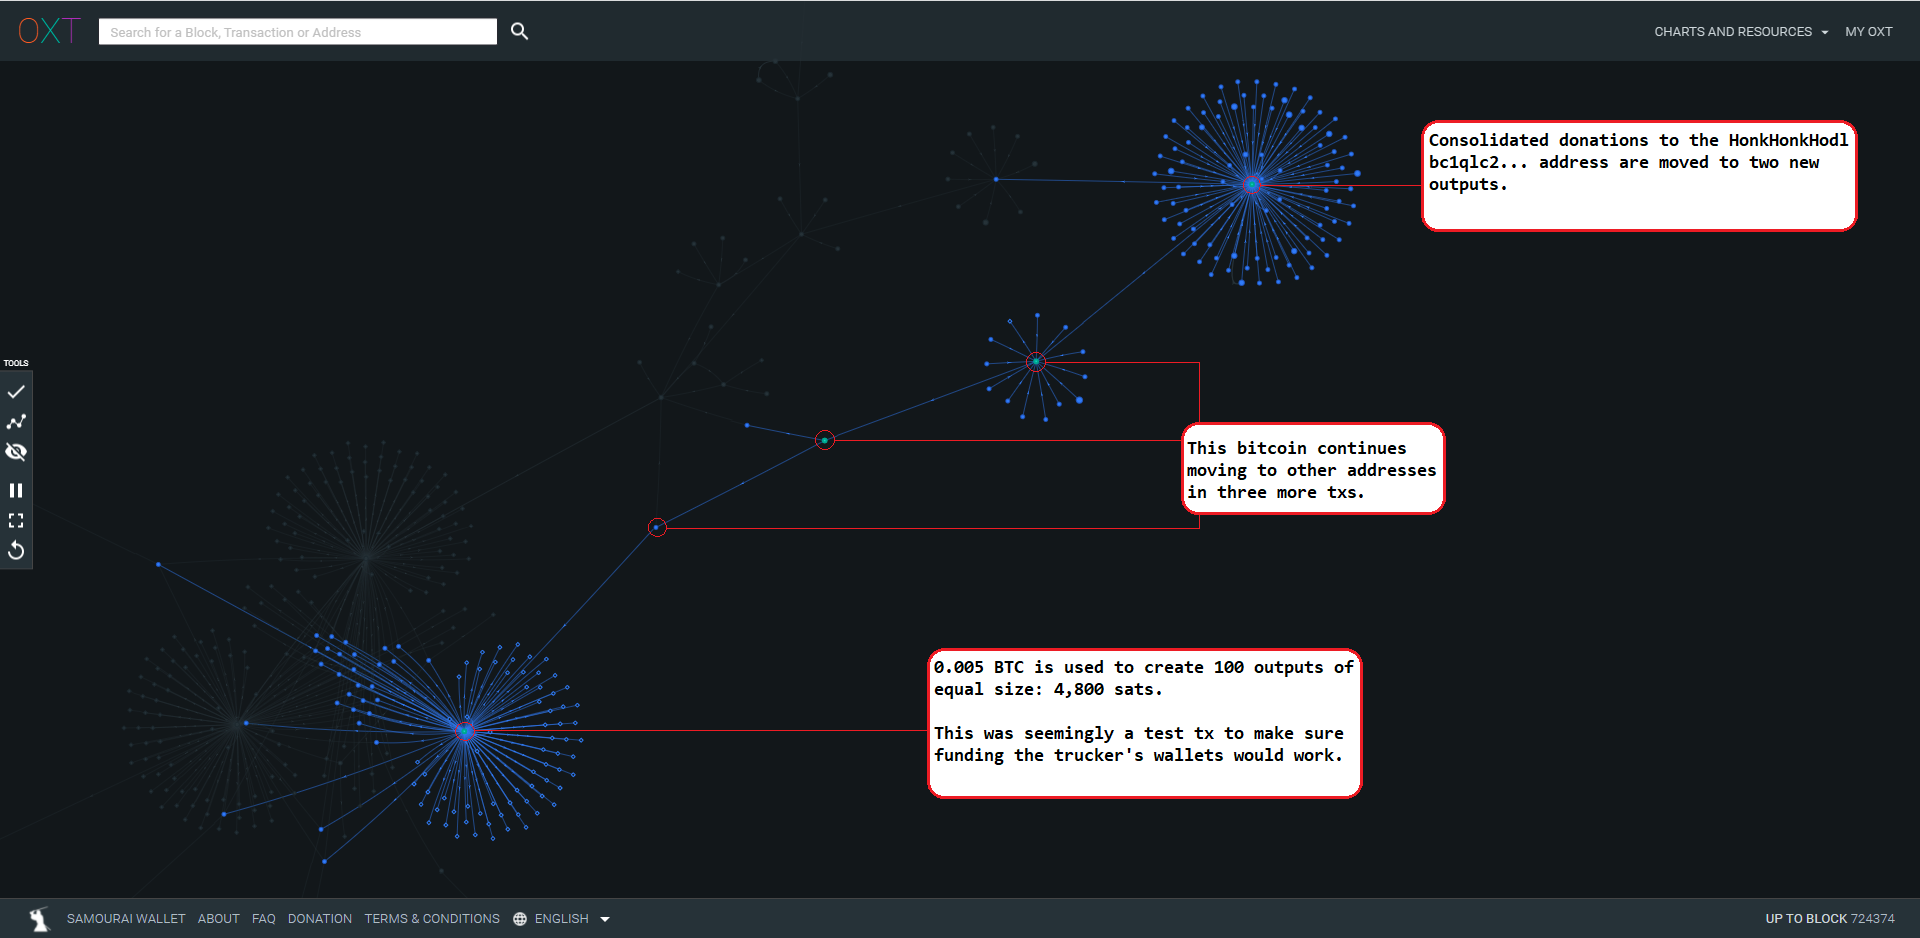 OXT
Search for a Block, Transaction or Address
CHARTS AND RESOURCES
MY OXT
Consolidated donations to the HonkHonkHodl
bc1qlc2... address are moved to two new
outputs.
TOOLS
This bitcoin continues
moving to other addresses
in three more txs.
0.005 BTC is used to create 100 outputs of
equal size: 4,800 sats.
This was seemingly a test tx to make sure
funding the trucker's wallets would work.
SAMOURAI WALLET ABOUT FAQ DONATION TERMS & CONDITIONS ENGLISH
UP TO BLOCK 724374